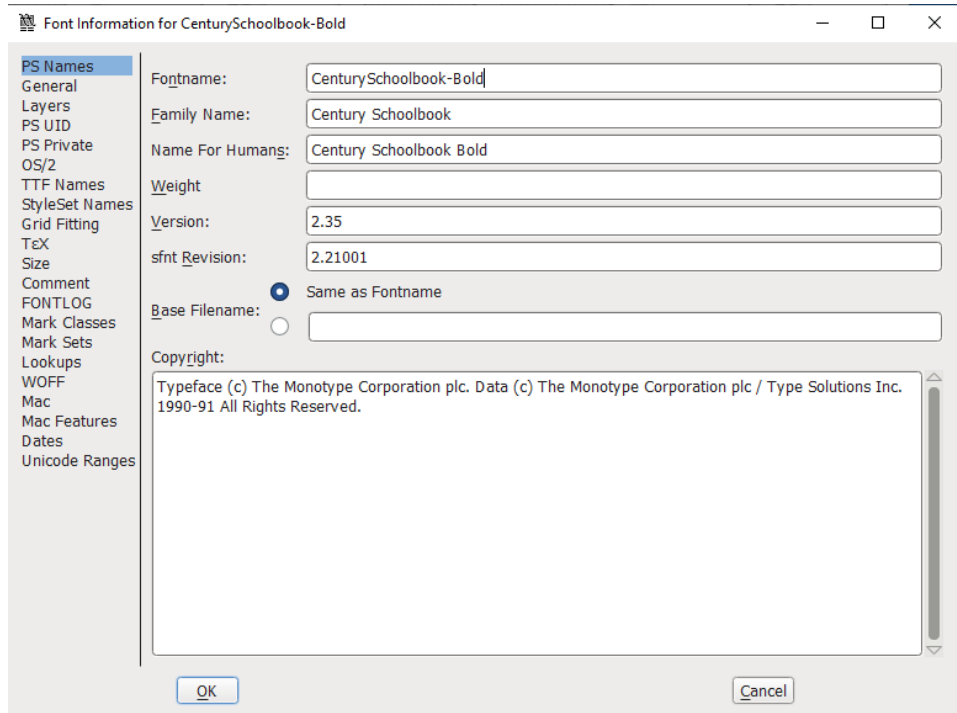 Font Information for CenturySchoolbook-Bold
PS Names
General
Layers
PS UID
PS Private
OS/2
TTF Names
StyleSet Names
Grid Fitting
ΤεΧ
Size
Comment
FONTLOG
Mark Classes
Mark Sets
Lookups
WOFF
Mac
Mac Features
Dates
Unicode Ranges
Fontname: CenturySchoolbook-Bold
Family Name: Century Schoolbook
Name For Humans: Century Schoolbook Bold
Weight
Version: 2.35
sfnt Revision: 2.21001
Base Filename: Same as Fontname
Copyright:
Typeface (c) The Monotype Corporation plc. Data (c) The Monotype Corporation plc / Type Solutions Inc.
1990-91 All Rights Reserved.
OK Cancel